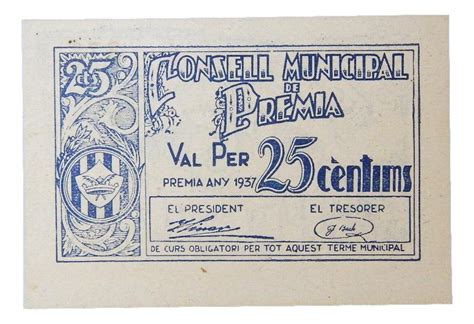 25
cts
CONSELL MUNICIPAL
DE
PREMIA
VAL PER 25 cèntims
PREMIA ANY 1937
EL PRESIDENT EL TRESORER
DE CURS OBLIGATORI PER TOT AQUEST TERME MUNICIPAL